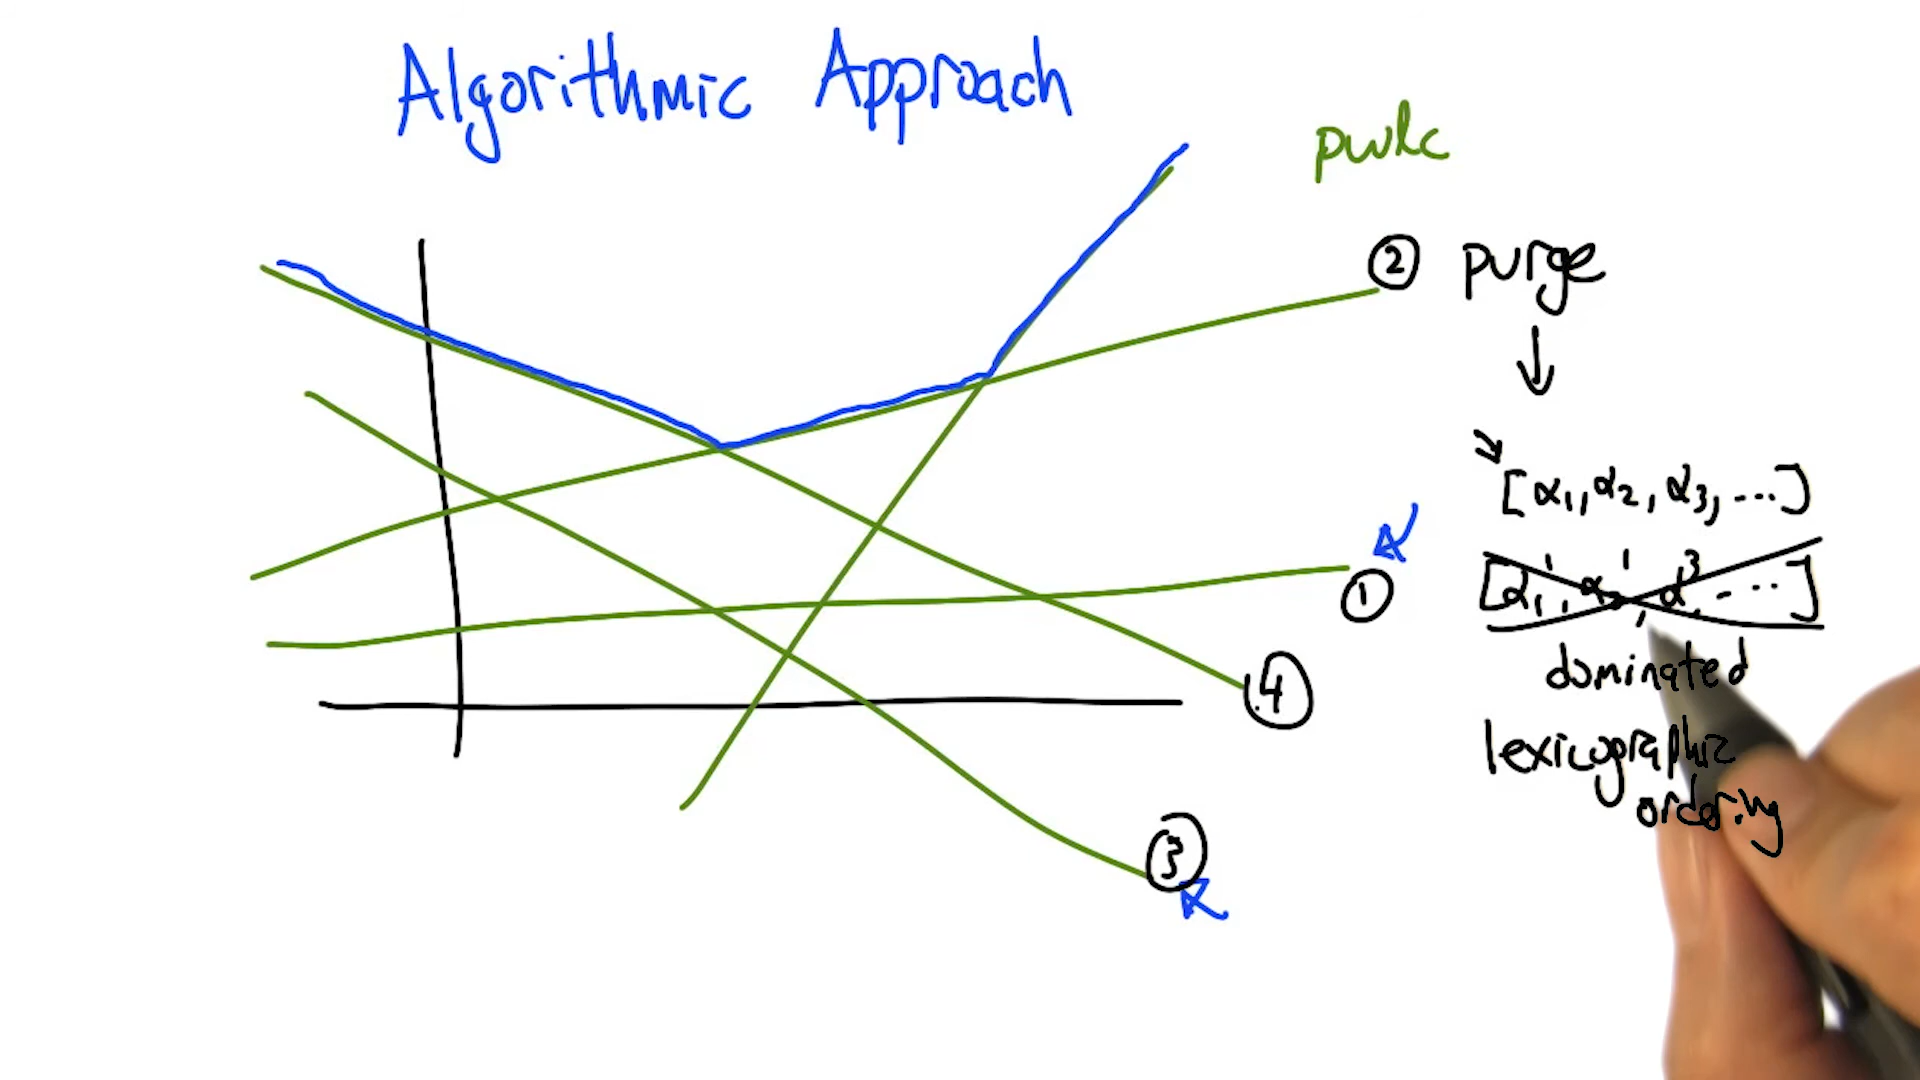 Algorithmic Approach
pwlc
② purge
↓
[α₁, α₂, α₃, ...]
①
dominated
④
lexicographic
ordering
③